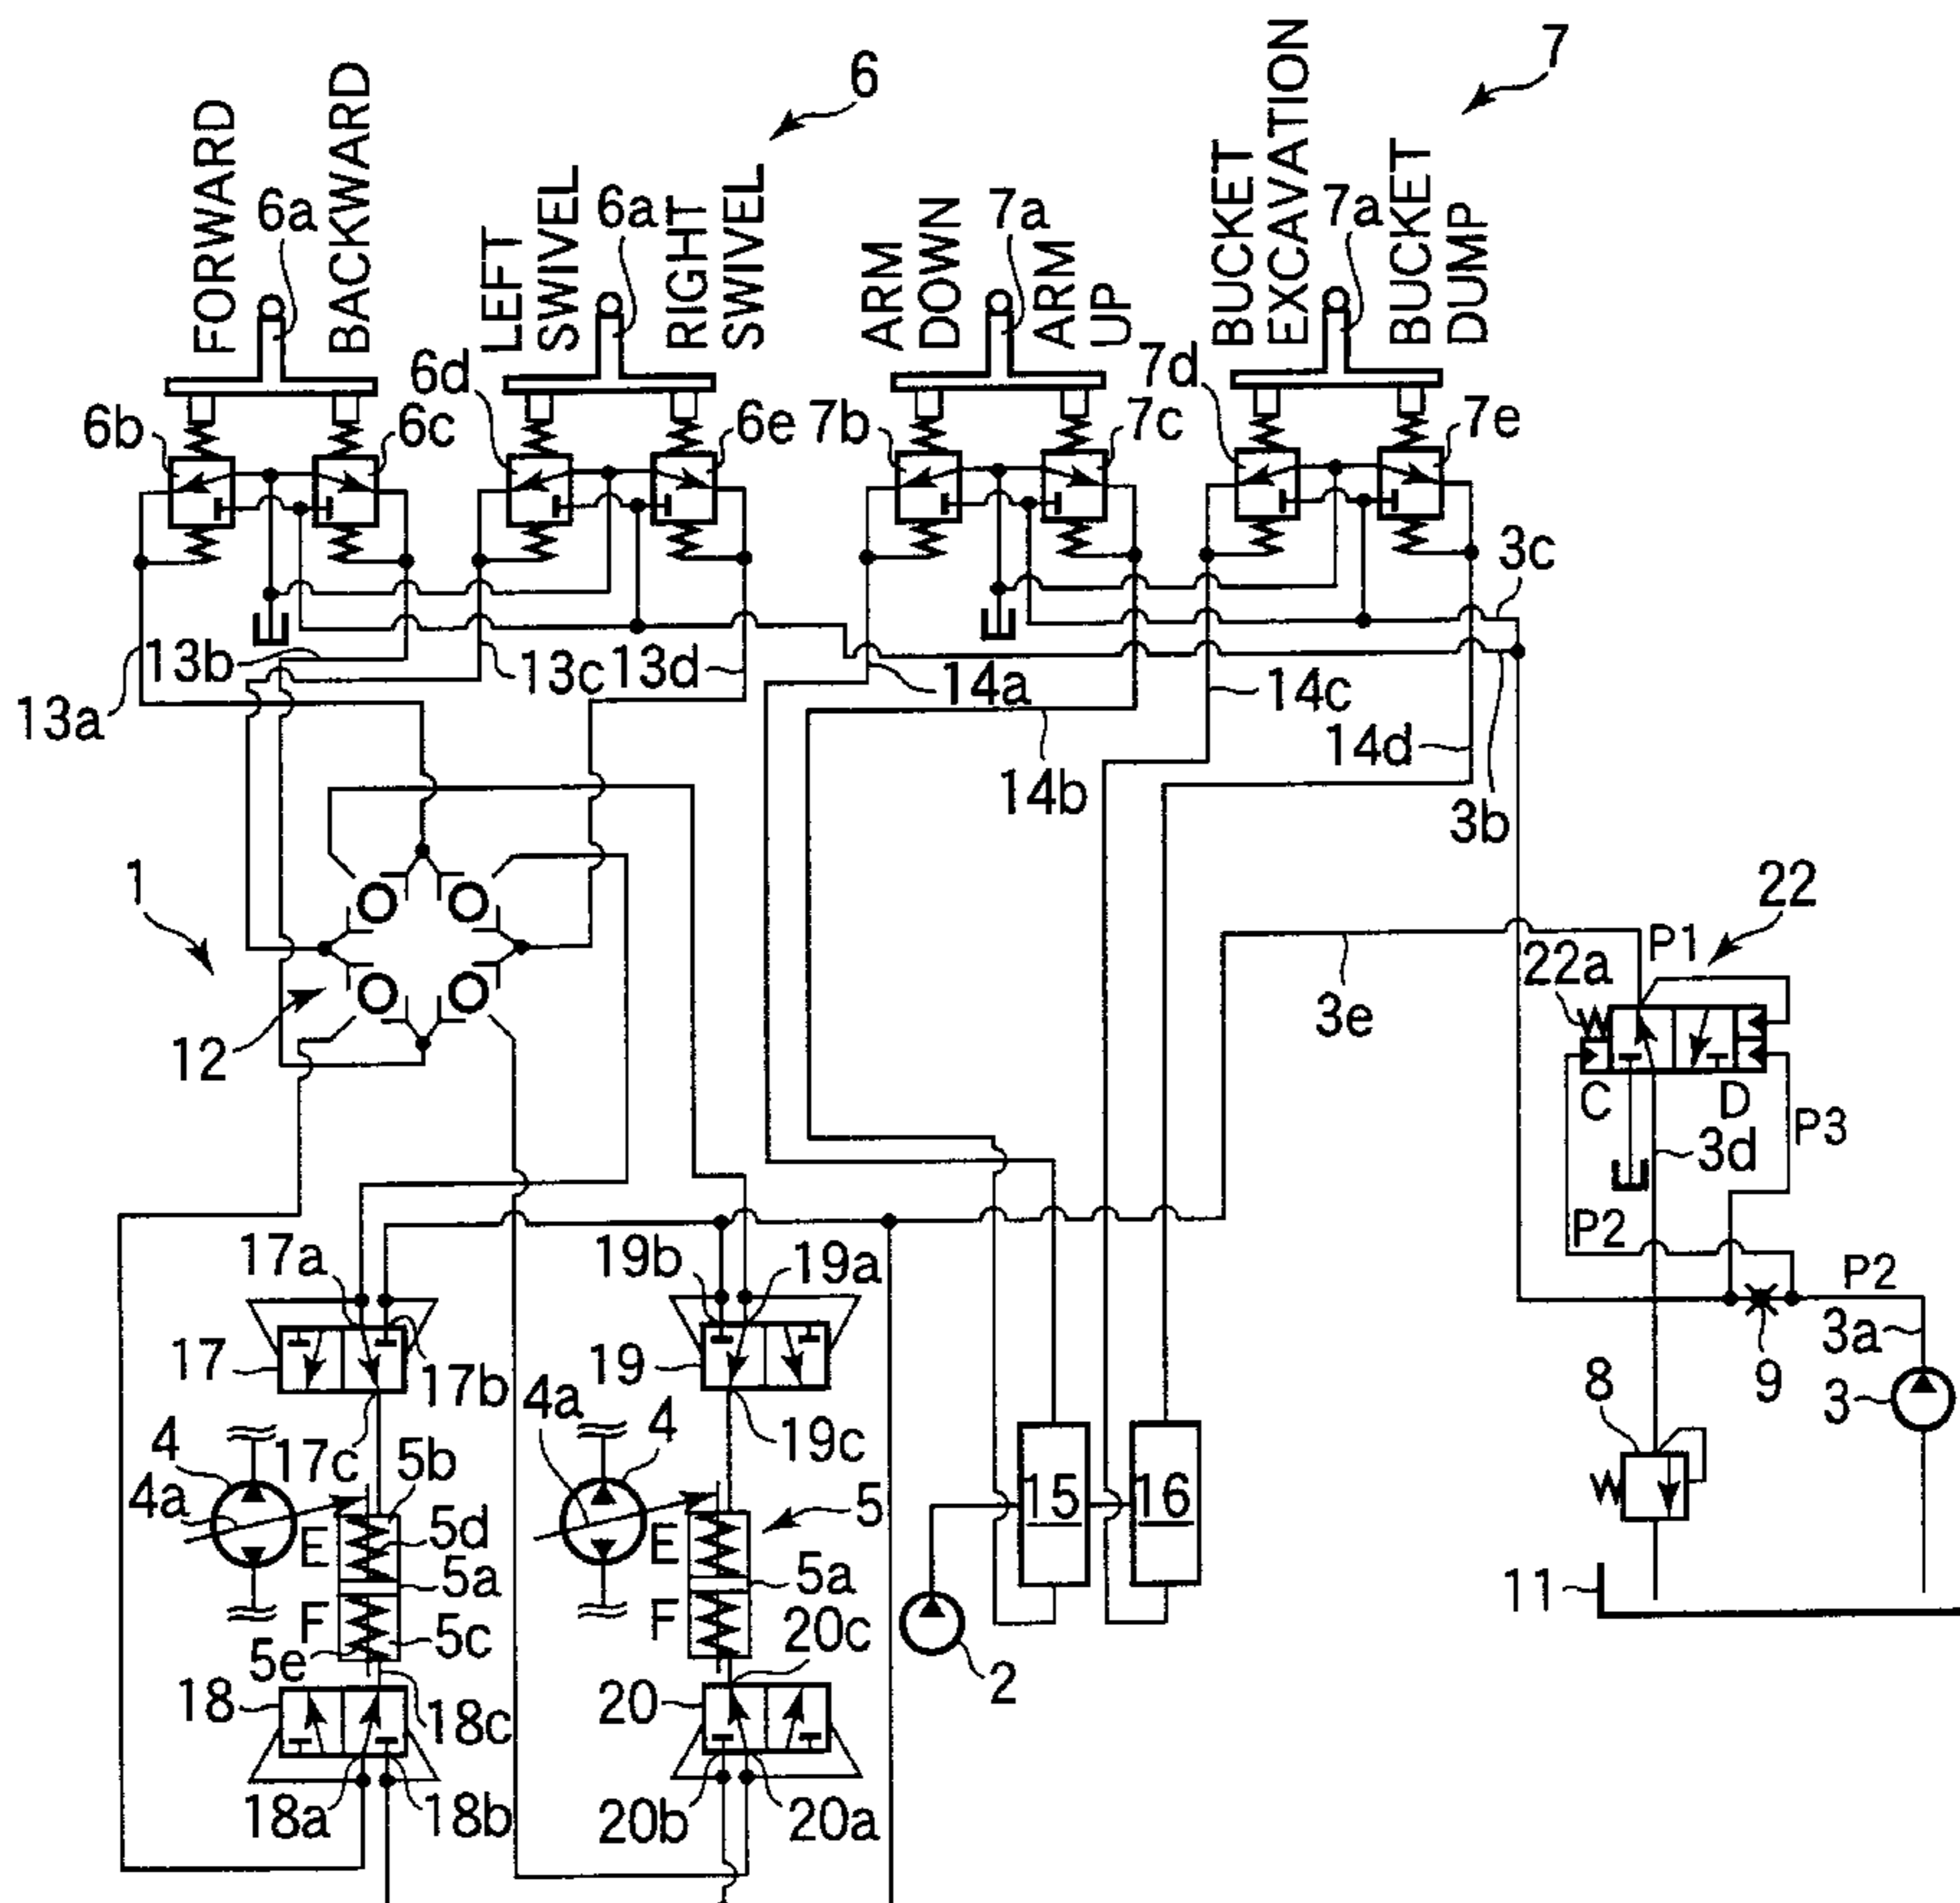 6
7
FORWARD
6a
BACKWARD
LEFT
SWIVEL
6a
RIGHT
SWIVEL
ARM
DOWN
7a
ARM
UP
BUCKET
EXCAVATION
7a
BUCKET
DUMP
6b
6c
6d
6e
7b
7c
7d
7e
3c
13a
13b
13c
13d
14a
14b
14c
14d
3b
1
12
22
P1
22a
3e
C
D
P3
3d
P2
P2
3a
9
3
8
11
17a
17
17b
17c
19b
19a
19
19c
4
4a
5b
5d
E
5a
F
5c
5e
4a
4
5
E
5a
F
20c
15
16
2
18
18c
18a
18b
20
20b
20a